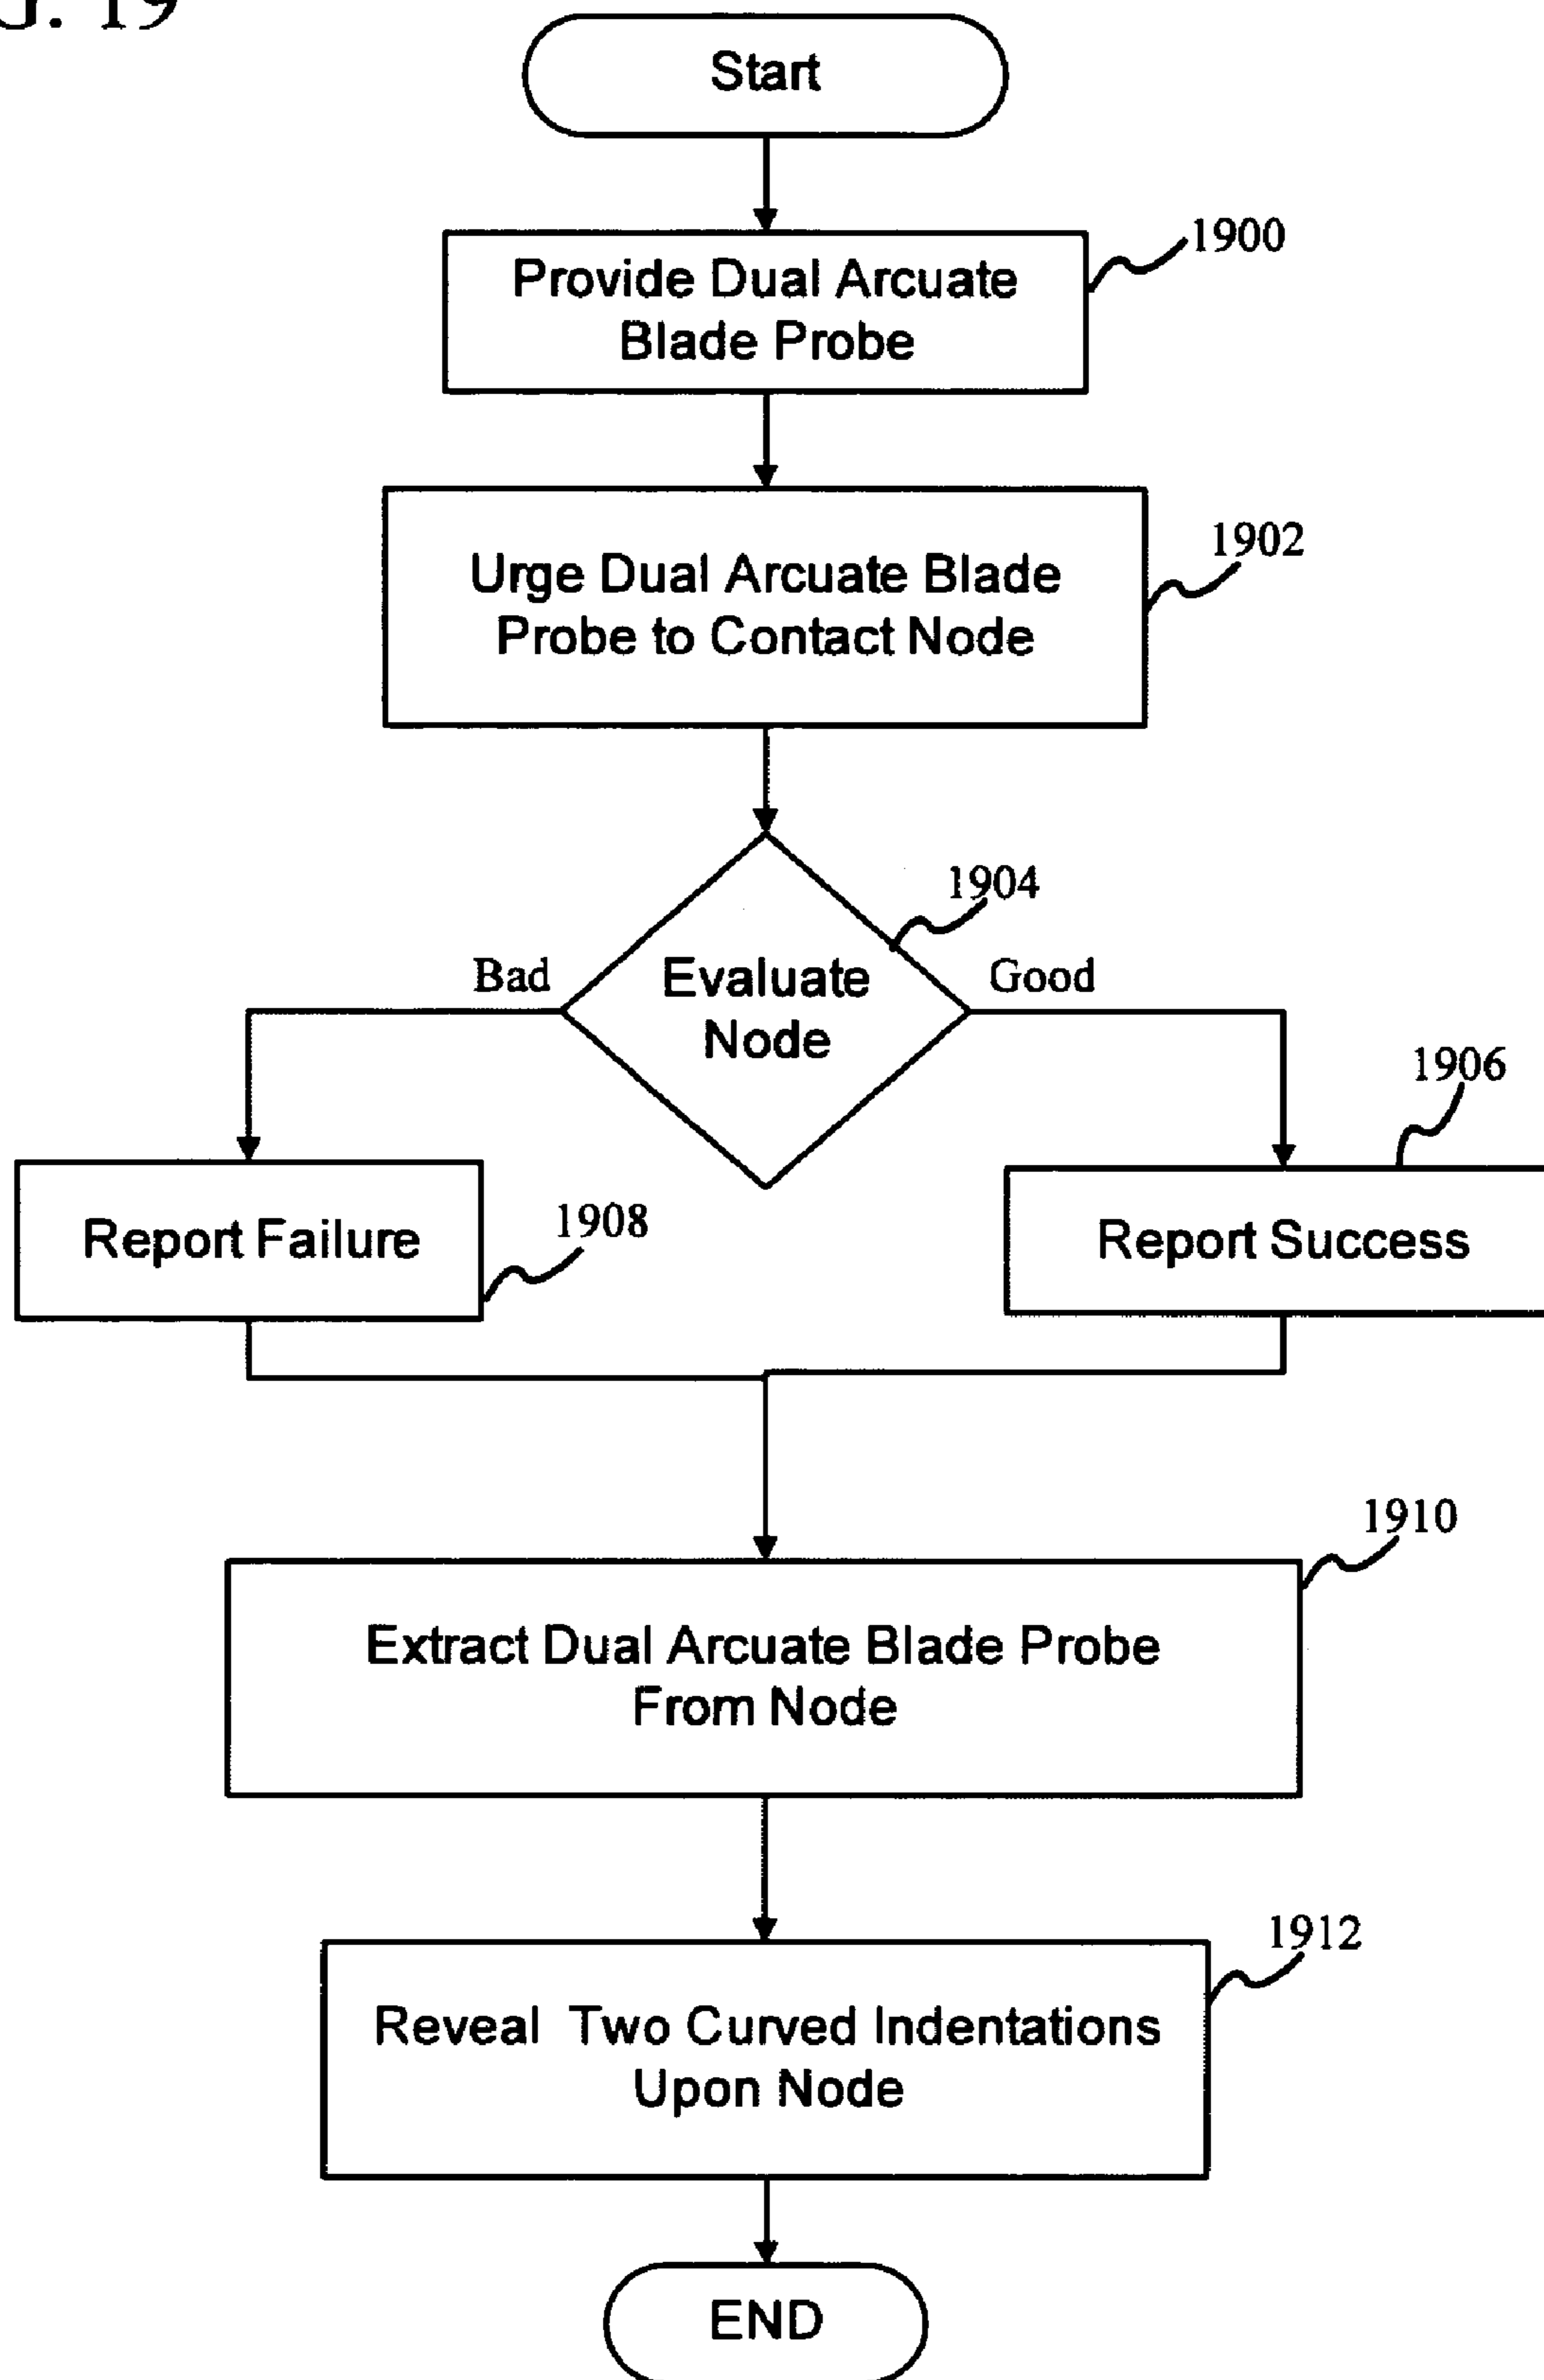 G. 19
Start
1900
Provide Dual Arcuate
Blade Probe
1902
Urge Dual Arcuate Blade
Probe to Contact Node
1904
Bad
Evaluate
Node
Good
1906
Report Failure
1908
Report Success
1910
Extract Dual Arcuate Blade Probe
From Node
1912
Reveal Two Curved Indentations
Upon Node
END